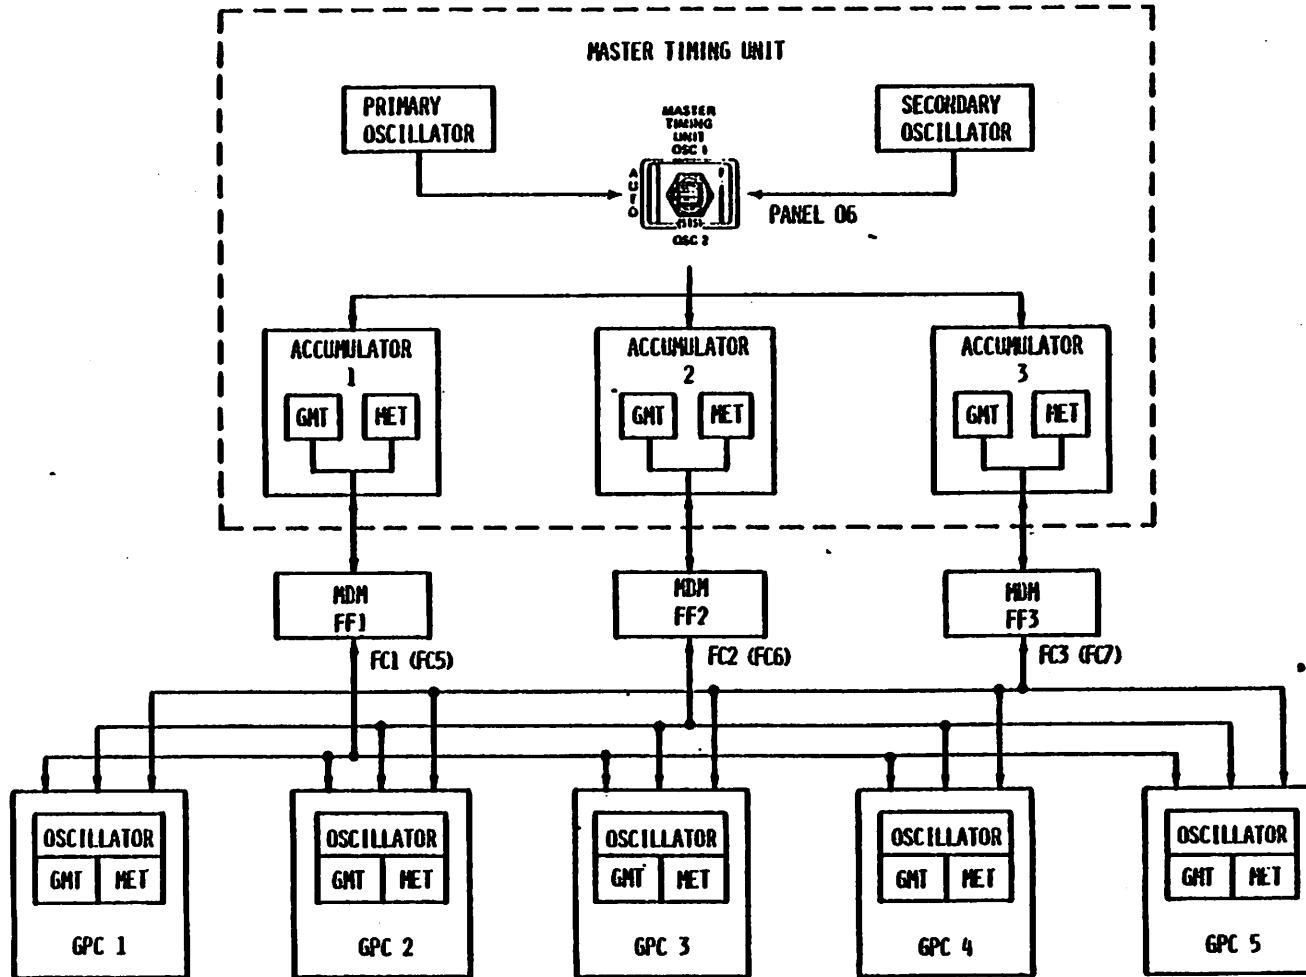 MASTER TIMING UNIT
PRIMARY
OSCILLATOR
MASTER
TIMING
UNIT
OSC 1
SECONDARY
OSCILLATOR
AUTO
PANEL O6
OSC 2
ACCUMULATOR
1
ACCUMULATOR
2
ACCUMULATOR
3
GMT MET
GMT MET
GMT MET
MDM
FF1
MDM
FF2
MDM
FF3
FC1 (FC5)
FC2 (FC6)
FC3 (FC7)
OSCILLATOR
GMT MET
GPC 1
OSCILLATOR
GMT MET
GPC 2
OSCILLATOR
GMT MET
GPC 3
OSCILLATOR
GMT MET
GPC 4
OSCILLATOR
GMT MET
GPC 5